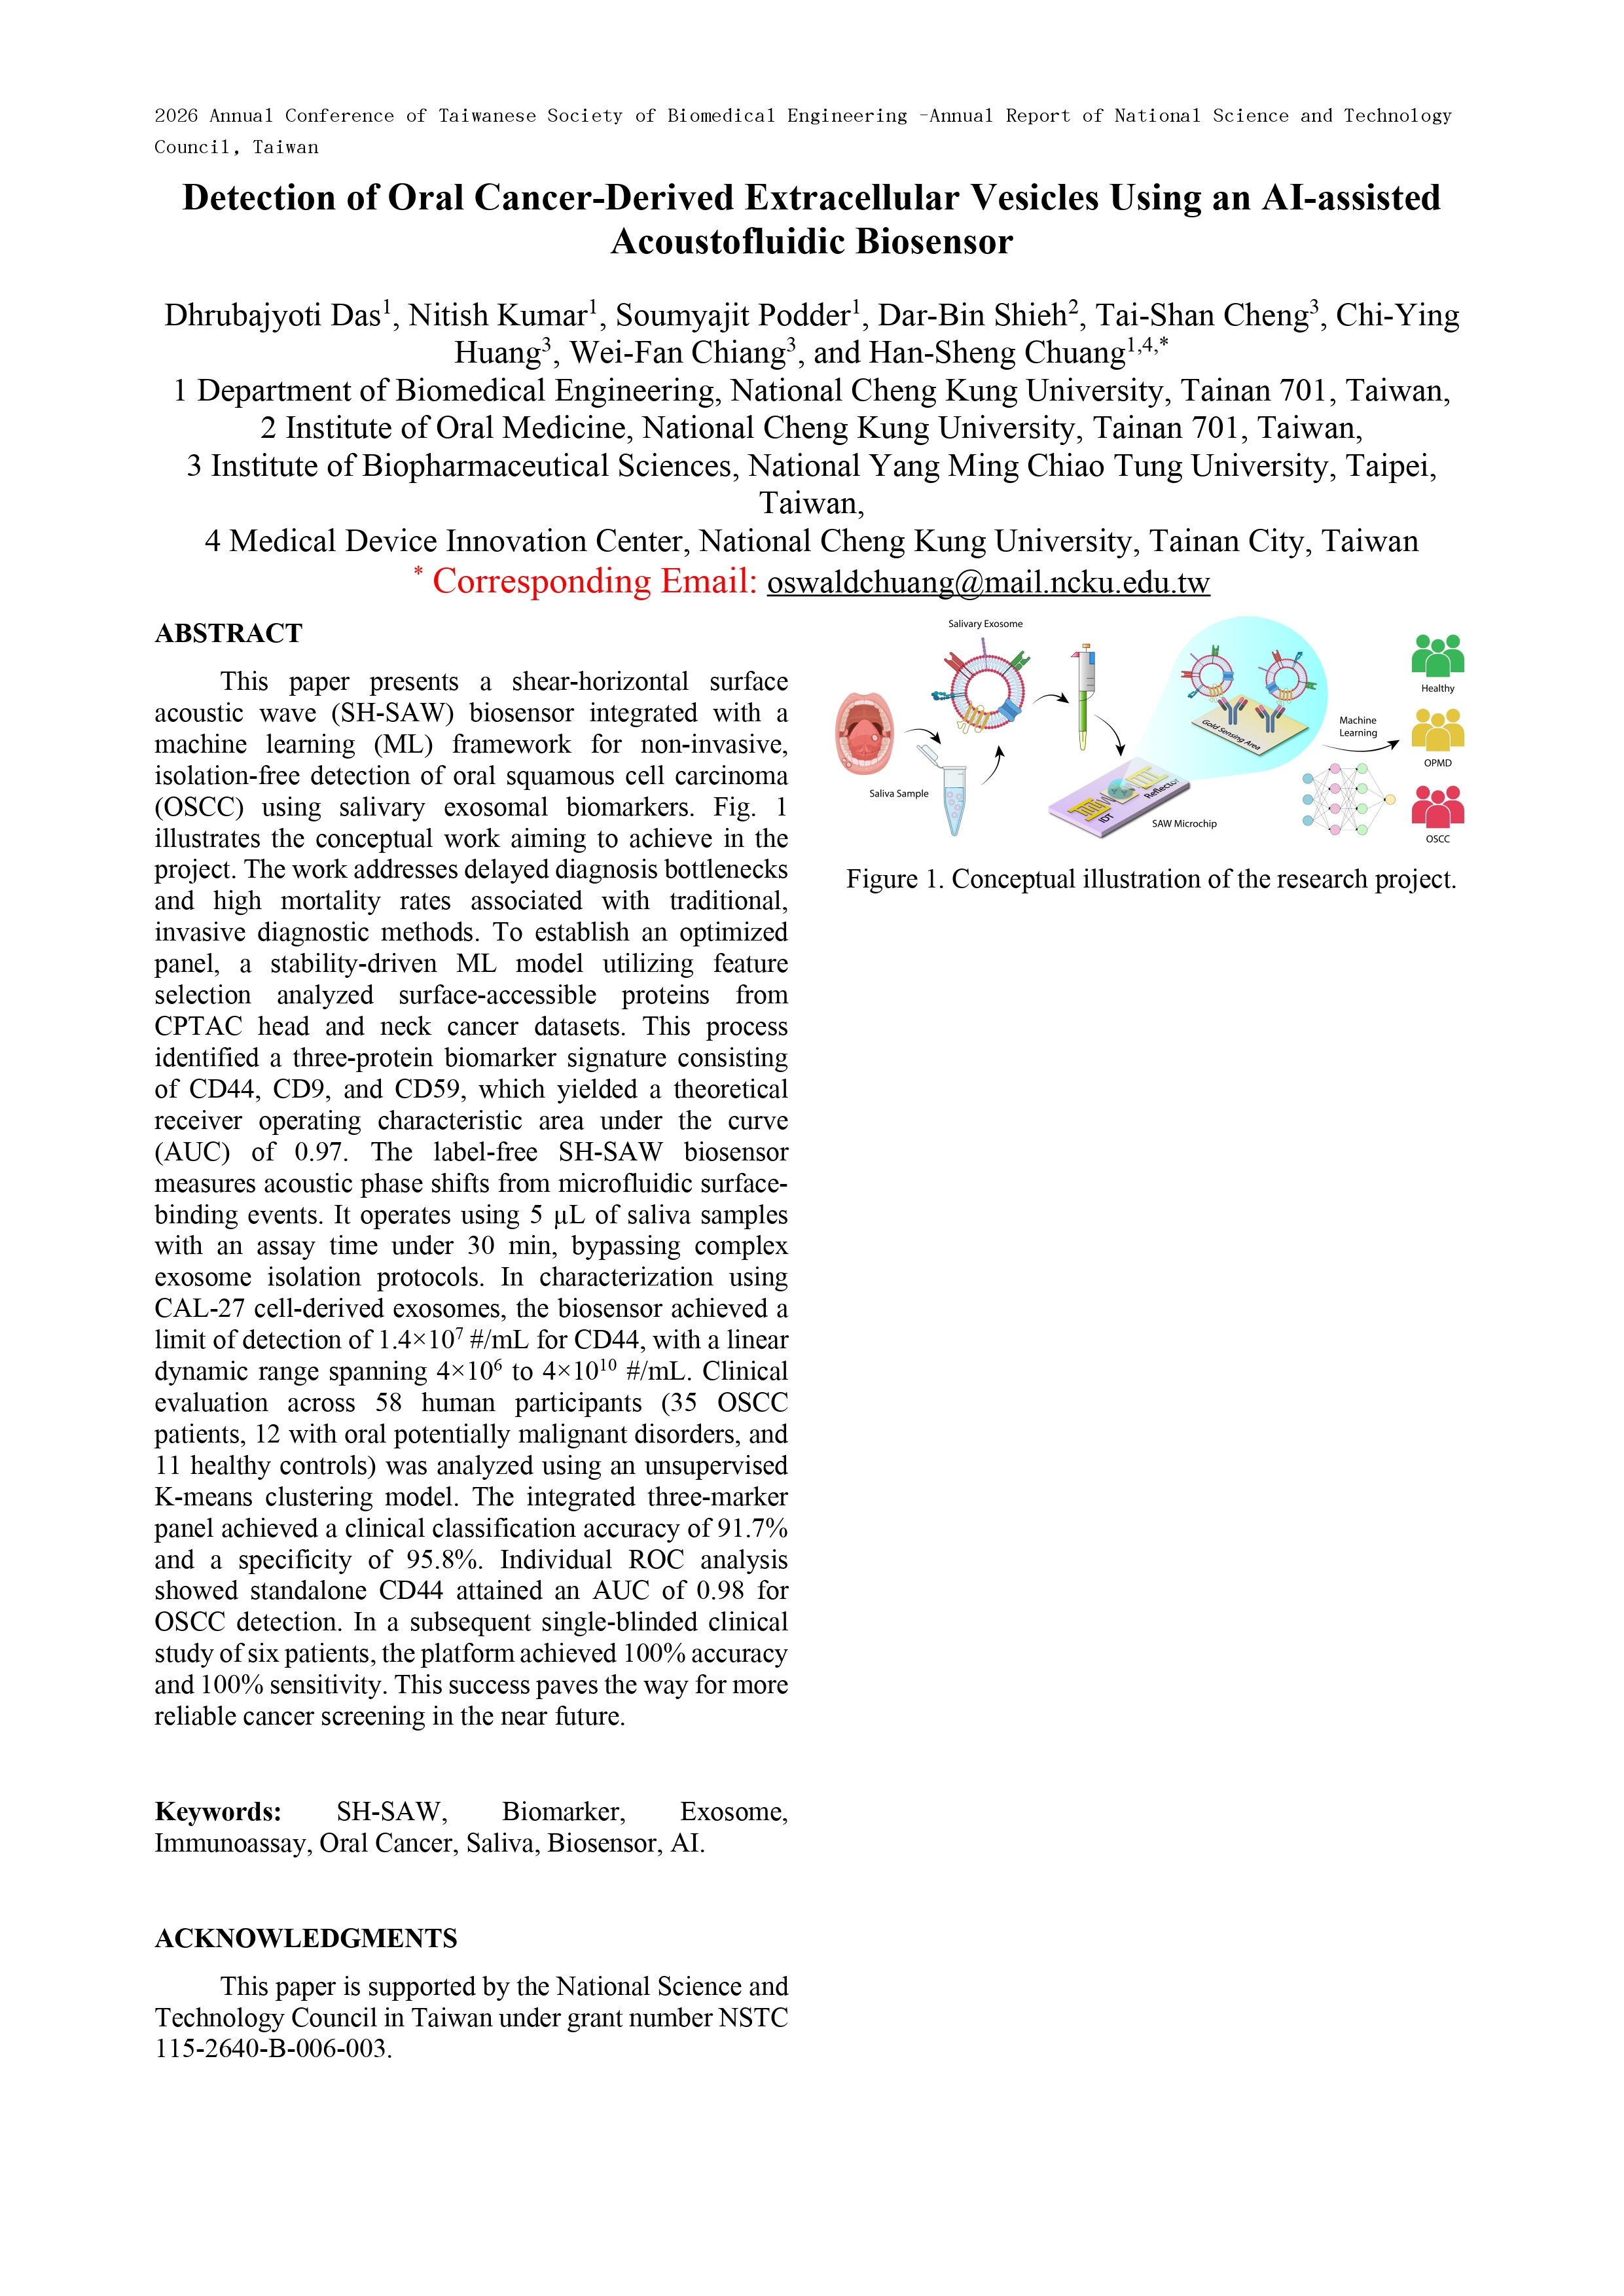 2026 Annual Conference of Taiwanese Society of Biomedical Engineering -Annual Report of National Science and Technology
Council, Taiwan
Detection of Oral Cancer-Derived Extracellular Vesicles Using an AI-assisted
Acoustofluidic Biosensor
Dhrubajyoti Das¹, Nitish Kumar¹, Soumyajit Podder¹, Dar-Bin Shieh², Tai-Shan Cheng³, Chi-Ying
Huang³, Wei-Fan Chiang³, and Han-Sheng Chuang¹,⁴,*
1 Department of Biomedical Engineering, National Cheng Kung University, Tainan 701, Taiwan,
2 Institute of Oral Medicine, National Cheng Kung University, Tainan 701, Taiwan,
3 Institute of Biopharmaceutical Sciences, National Yang Ming Chiao Tung University, Taipei,
Taiwan,
4 Medical Device Innovation Center, National Cheng Kung University, Tainan City, Taiwan
* Corresponding Email: oswaldchuang@mail.ncku.edu.tw
ABSTRACT
This paper presents a shear-horizontal surface
acoustic wave (SH-SAW) biosensor integrated with a
machine learning (ML) framework for non-invasive,
isolation-free detection of oral squamous cell carcinoma
(OSCC) using salivary exosomal biomarkers. Fig. 1
illustrates the conceptual work aiming to achieve in the
project. The work addresses delayed diagnosis bottlenecks
and high mortality rates associated with traditional,
invasive diagnostic methods. To establish an optimized
panel, a stability-driven ML model utilizing feature
selection analyzed surface-accessible proteins from
CPTAC head and neck cancer datasets. This process
identified a three-protein biomarker signature consisting
of CD44, CD9, and CD59, which yielded a theoretical
receiver operating characteristic area under the curve
(AUC) of 0.97. The label-free SH-SAW biosensor
measures acoustic phase shifts from microfluidic surface-
binding events. It operates using 5 μL of saliva samples
with an assay time under 30 min, bypassing complex
exosome isolation protocols. In characterization using
CAL-27 cell-derived exosomes, the biosensor achieved a
limit of detection of 1.4×10⁷ #/mL for CD44, with a linear
dynamic range spanning 4×10⁶ to 4×10¹⁰ #/mL. Clinical
evaluation across 58 human participants (35 OSCC
patients, 12 with oral potentially malignant disorders, and
11 healthy controls) was analyzed using an unsupervised
K-means clustering model. The integrated three-marker
panel achieved a clinical classification accuracy of 91.7%
and a specificity of 95.8%. Individual ROC analysis
showed standalone CD44 attained an AUC of 0.98 for
OSCC detection. In a subsequent single-blinded clinical
study of six patients, the platform achieved 100% accuracy
and 100% sensitivity. This success paves the way for more
reliable cancer screening in the near future.
Keywords: SH-SAW, Biomarker, Exosome,
Immunoassay, Oral Cancer, Saliva, Biosensor, AI.
ACKNOWLEDGMENTS
This paper is supported by the National Science and
Technology Council in Taiwan under grant number NSTC
115-2640-B-006-003.
Salivary Exosome
Saliva Sample
Gold Sensing Area
IDT
Reflector
SAW Microchip
Machine
Learning
Healthy
OPMD
OSCC
Figure 1. Conceptual illustration of the research project.